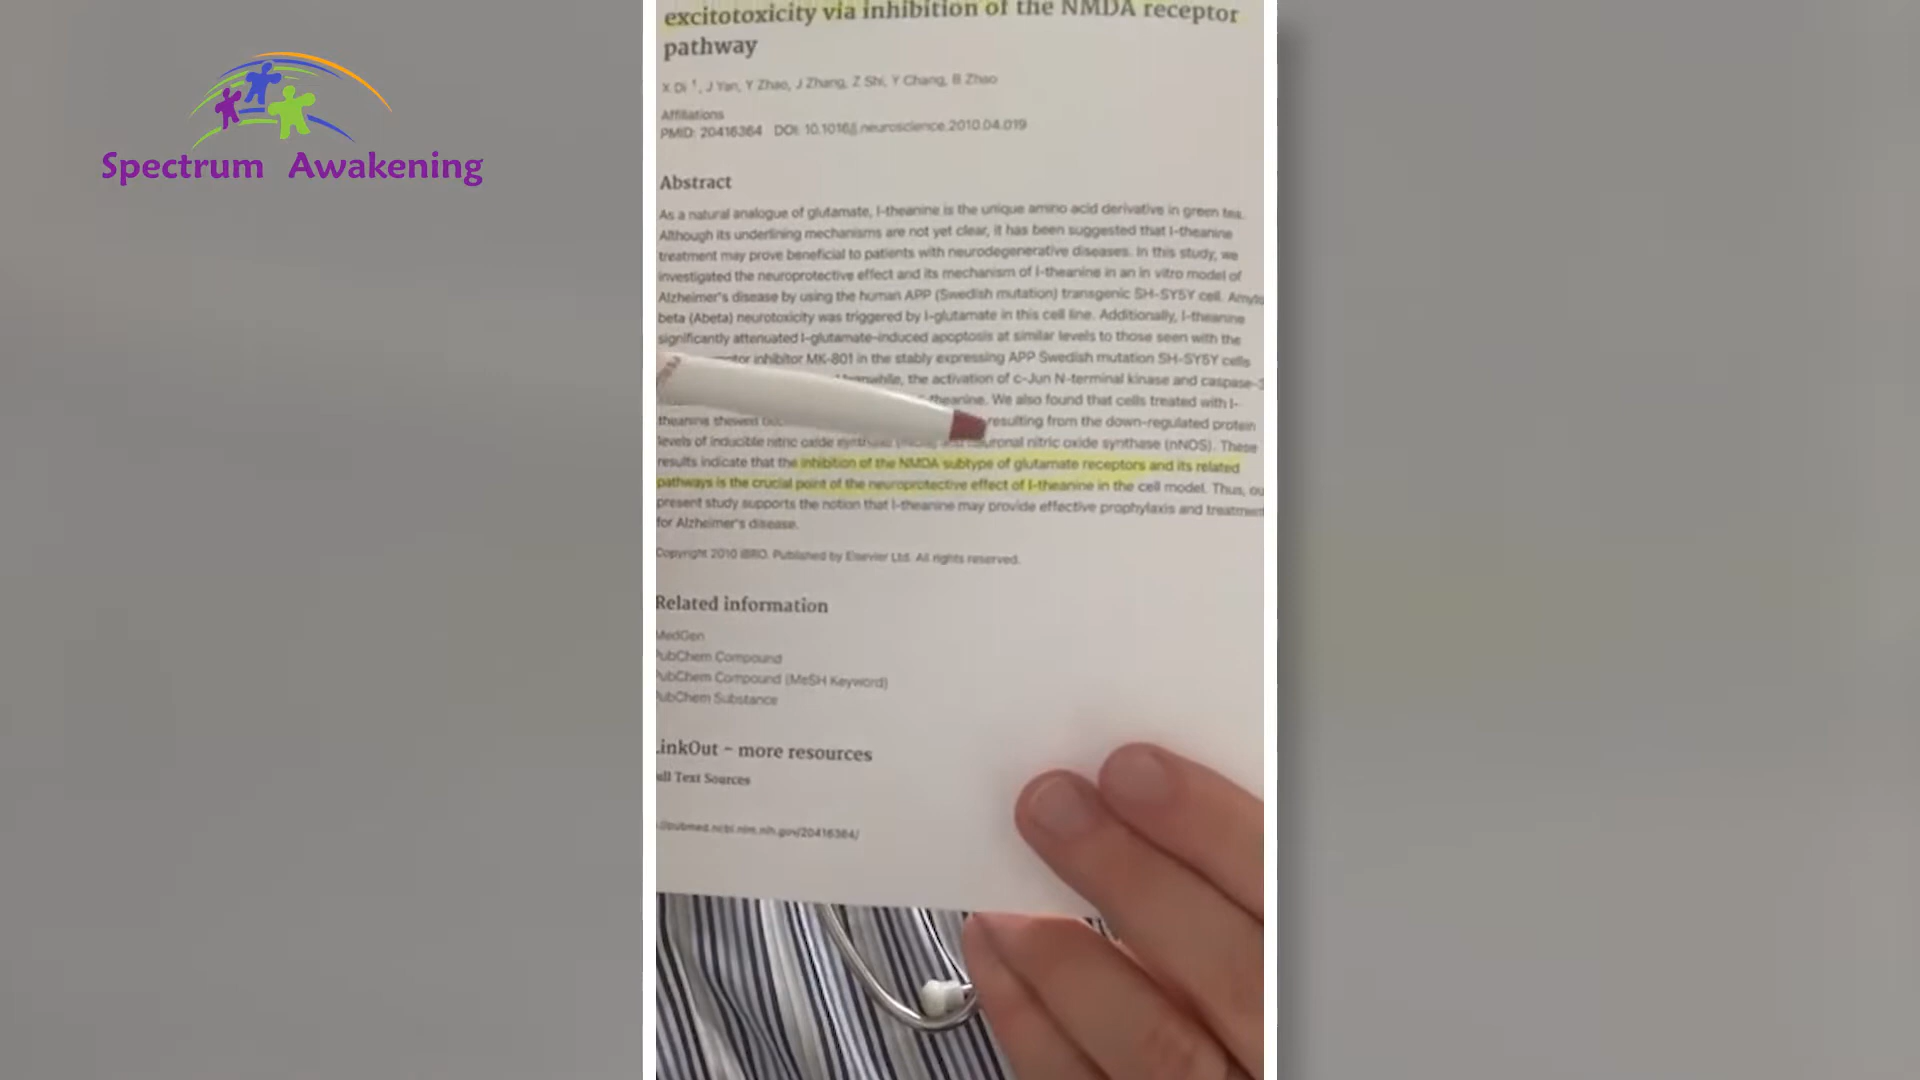 Spectrum Awakening
excitotoxicity via inhibition of the NMDA receptor
pathway
X Di 1, J Yan, Y Zhao, J Zhang, Z Shi, Y Chang, B Zhao
Affiliations
PMID: 20416364 DOI: 10.1016/j.neuroscience.2010.04.019
Abstract
As a natural analogue of glutamate, l-theanine is the unique amino acid derivative in green tea.
Although its underlining mechanisms are not yet clear, it has been suggested that l-theanine
treatment may prove beneficial to patients with neurodegenerative diseases. In this study, we
investigated the neuroprotective effect and its mechanism of l-theanine in an in vitro model of
Alzheimer's disease by using the human APP (Swedish mutation) transgenic SH-SY5Y cell. Amylo
beta (Abeta) neurotoxicity was triggered by l-glutamate in this cell line. Additionally, l-theanine
significantly attenuated l-glutamate-induced apoptosis at similar levels to those seen with the
inhibitor MK-801 in the stably expressing APP Swedish mutation SH-SY5Y cells
the activation of c-Jun N-terminal kinase and caspase-3
theanine. We also found that cells treated with l-
theanine showed resulting from the down-regulated protein
levels of inducible nitric oxide synthase (iNOS) and neuronal nitric oxide synthase (nNOS). These
results indicate that the inhibition of the NMDA subtype of glutamate receptors and its related
pathways is the crucial point of the neuroprotective effect of l-theanine in the cell model. Thus, ou
present study supports the notion that l-theanine may provide effective prophylaxis and treatment
for Alzheimer's disease.
Copyright 2010 IBRO. Published by Elsevier Ltd. All rights reserved.
Related information
MedGen
PubChem Compound
PubChem Compound (MeSH Keyword)
PubChem Substance
LinkOut - more resources
ull Text Sources
//pubmed.ncbi.nlm.nih.gov/20416364/